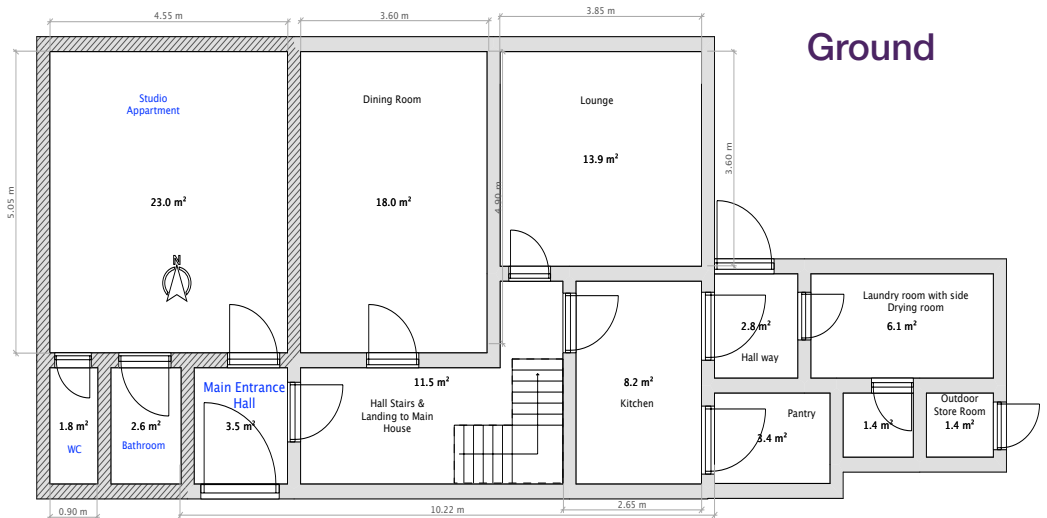 4.55 m
3.60 m
3.85 m
Ground
Studio
Appartment
Dining Room
Lounge
13.9 m²
3.60 m
5.05 m
4.90 m
23.0 m²
18.0 m²
N
Laundry room with side
Drying room
6.1 m²
2.8 m²
Hall way
11.5 m²
8.2 m²
Kitchen
Main Entrance
Hall
3.5 m²
Hall Stairs &
Landing to Main
House
Pantry
3.4 m²
Outdoor
Store Room
1.4 m²
1.4 m²
1.8 m²
WC
2.6 m²
Bathroom
0.90 m
10.22 m
2.65 m